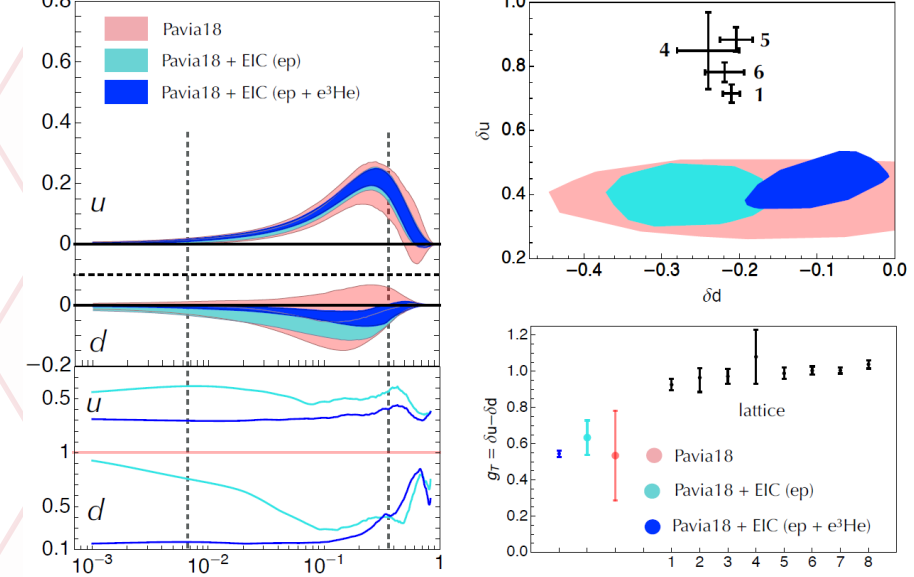 0.8
0.6
0.4
0.2
0
0
−0.2
0.5
1
0.5
0.1
Pavia18
Pavia18 + EIC (ep)
Pavia18 + EIC (ep + e³He)
u
d
u
d
10⁻³ 10⁻² 10⁻¹ 1
1.0
0.8
0.6
0.4
0.2
δu
4
5
6
1
−0.4 −0.3 −0.2 −0.1 0.0
δd
1.2
1.0
0.8
0.6
0.4
0.2
0.0
g_T = δu−δd
lattice
Pavia18
Pavia18 + EIC (ep)
Pavia18 + EIC (ep + e³He)
1 2 3 4 5 6 7 8